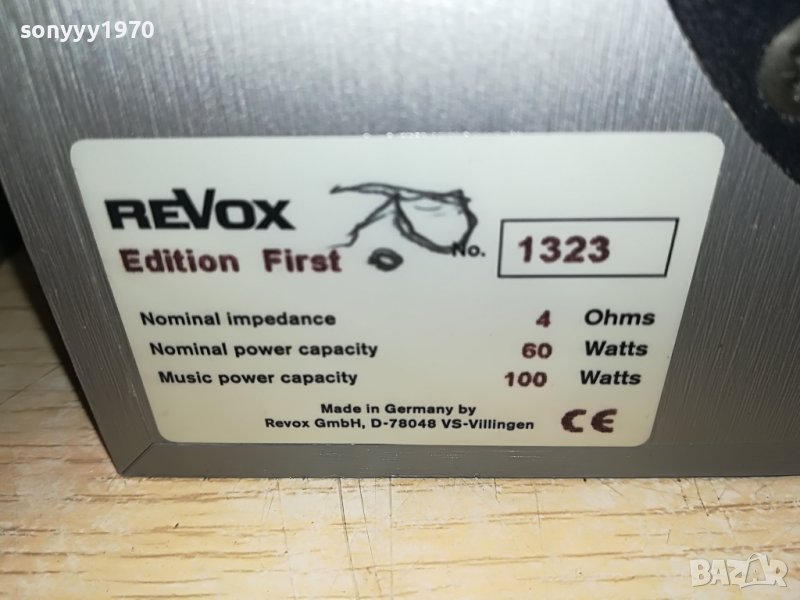 sonyyy1970
REVOX
Edition First No. 1323
Nominal impedance 4 Ohms
Nominal power capacity 60 Watts
Music power capacity 100 Watts
Made in Germany by
Revox GmbH, D-78048 VS-Villingen CE
BAZAR